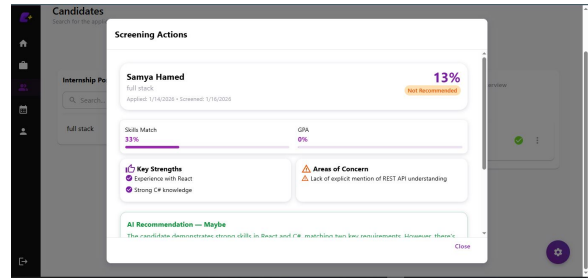 Candidates
Search for the appli
Screening Actions
Samya Hamed
full stack
Applied: 1/14/2026 • Screened: 1/18/2026
13%
Not Recommended
Internship Po
Search...
full stack
erview
Skills Match
33%
GPA
0%
Key Strengths
Experience with React
Strong C# knowledge
Areas of Concern
Lack of explicit mention of REST API understanding
AI Recommendation — Maybe
The candidate demonstrates strong skills in React and C#, matching two key requirements. However, there's
Close